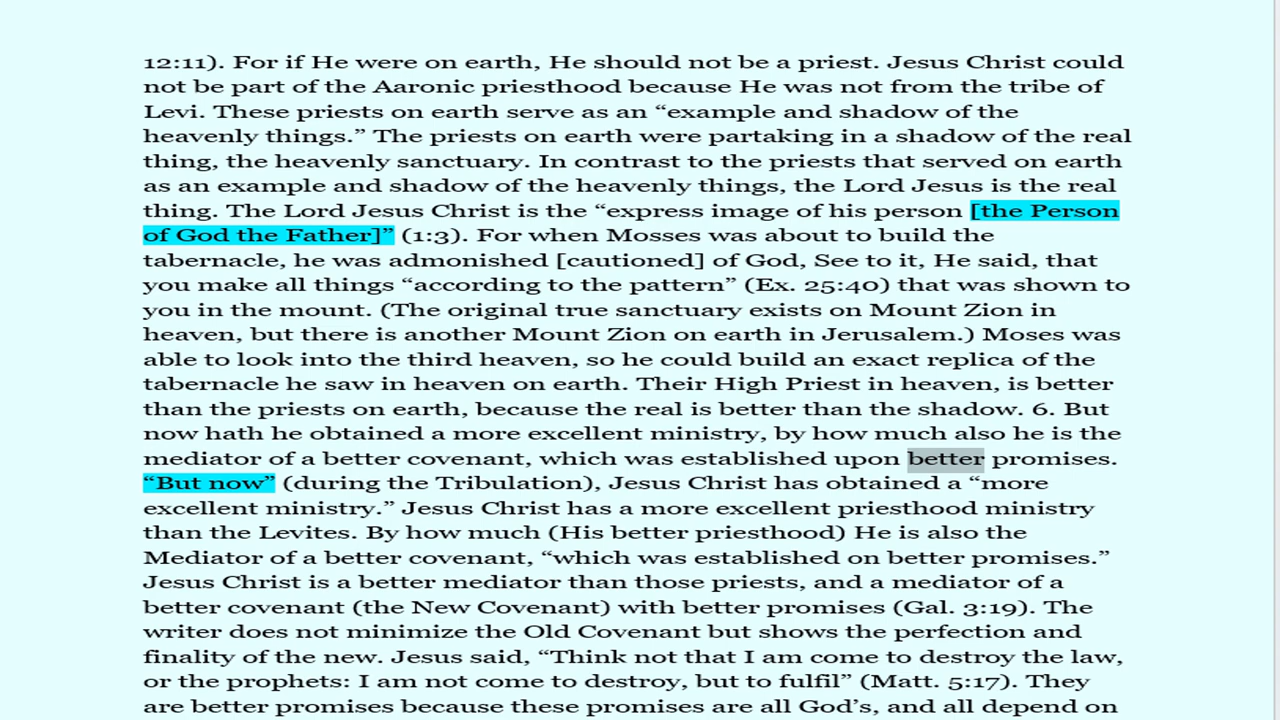 12:11). For if He were on earth, He should not be a priest. Jesus Christ could
not be part of the Aaronic priesthood because He was not from the tribe of
Levi. These priests on earth serve as an “example and shadow of the
heavenly things.” The priests on earth were partaking in a shadow of the real
thing, the heavenly sanctuary. In contrast to the priests that served on earth
as an example and shadow of the heavenly things, the Lord Jesus is the real
thing. The Lord Jesus Christ is the “express image of his person [the Person
of God the Father]” (1:3). For when Mosses was about to build the
tabernacle, he was admonished [cautioned] of God, See to it, He said, that
you make all things “according to the pattern” (Ex. 25:40) that was shown to
you in the mount. (The original true sanctuary exists on Mount Zion in
heaven, but there is another Mount Zion on earth in Jerusalem.) Moses was
able to look into the third heaven, so he could build an exact replica of the
tabernacle he saw in heaven on earth. Their High Priest in heaven, is better
than the priests on earth, because the real is better than the shadow. 6. But
now hath he obtained a more excellent ministry, by how much also he is the
mediator of a better covenant, which was established upon better promises.
“But now” (during the Tribulation), Jesus Christ has obtained a “more
excellent ministry.” Jesus Christ has a more excellent priesthood ministry
than the Levites. By how much (His better priesthood) He is also the
Mediator of a better covenant, “which was established on better promises.”
Jesus Christ is a better mediator than those priests, and a mediator of a
better covenant (the New Covenant) with better promises (Gal. 3:19). The
writer does not minimize the Old Covenant but shows the perfection and
finality of the new. Jesus said, “Think not that I am come to destroy the law,
or the prophets: I am not come to destroy, but to fulfil” (Matt. 5:17). They
are better promises because these promises are all God’s, and all depend on